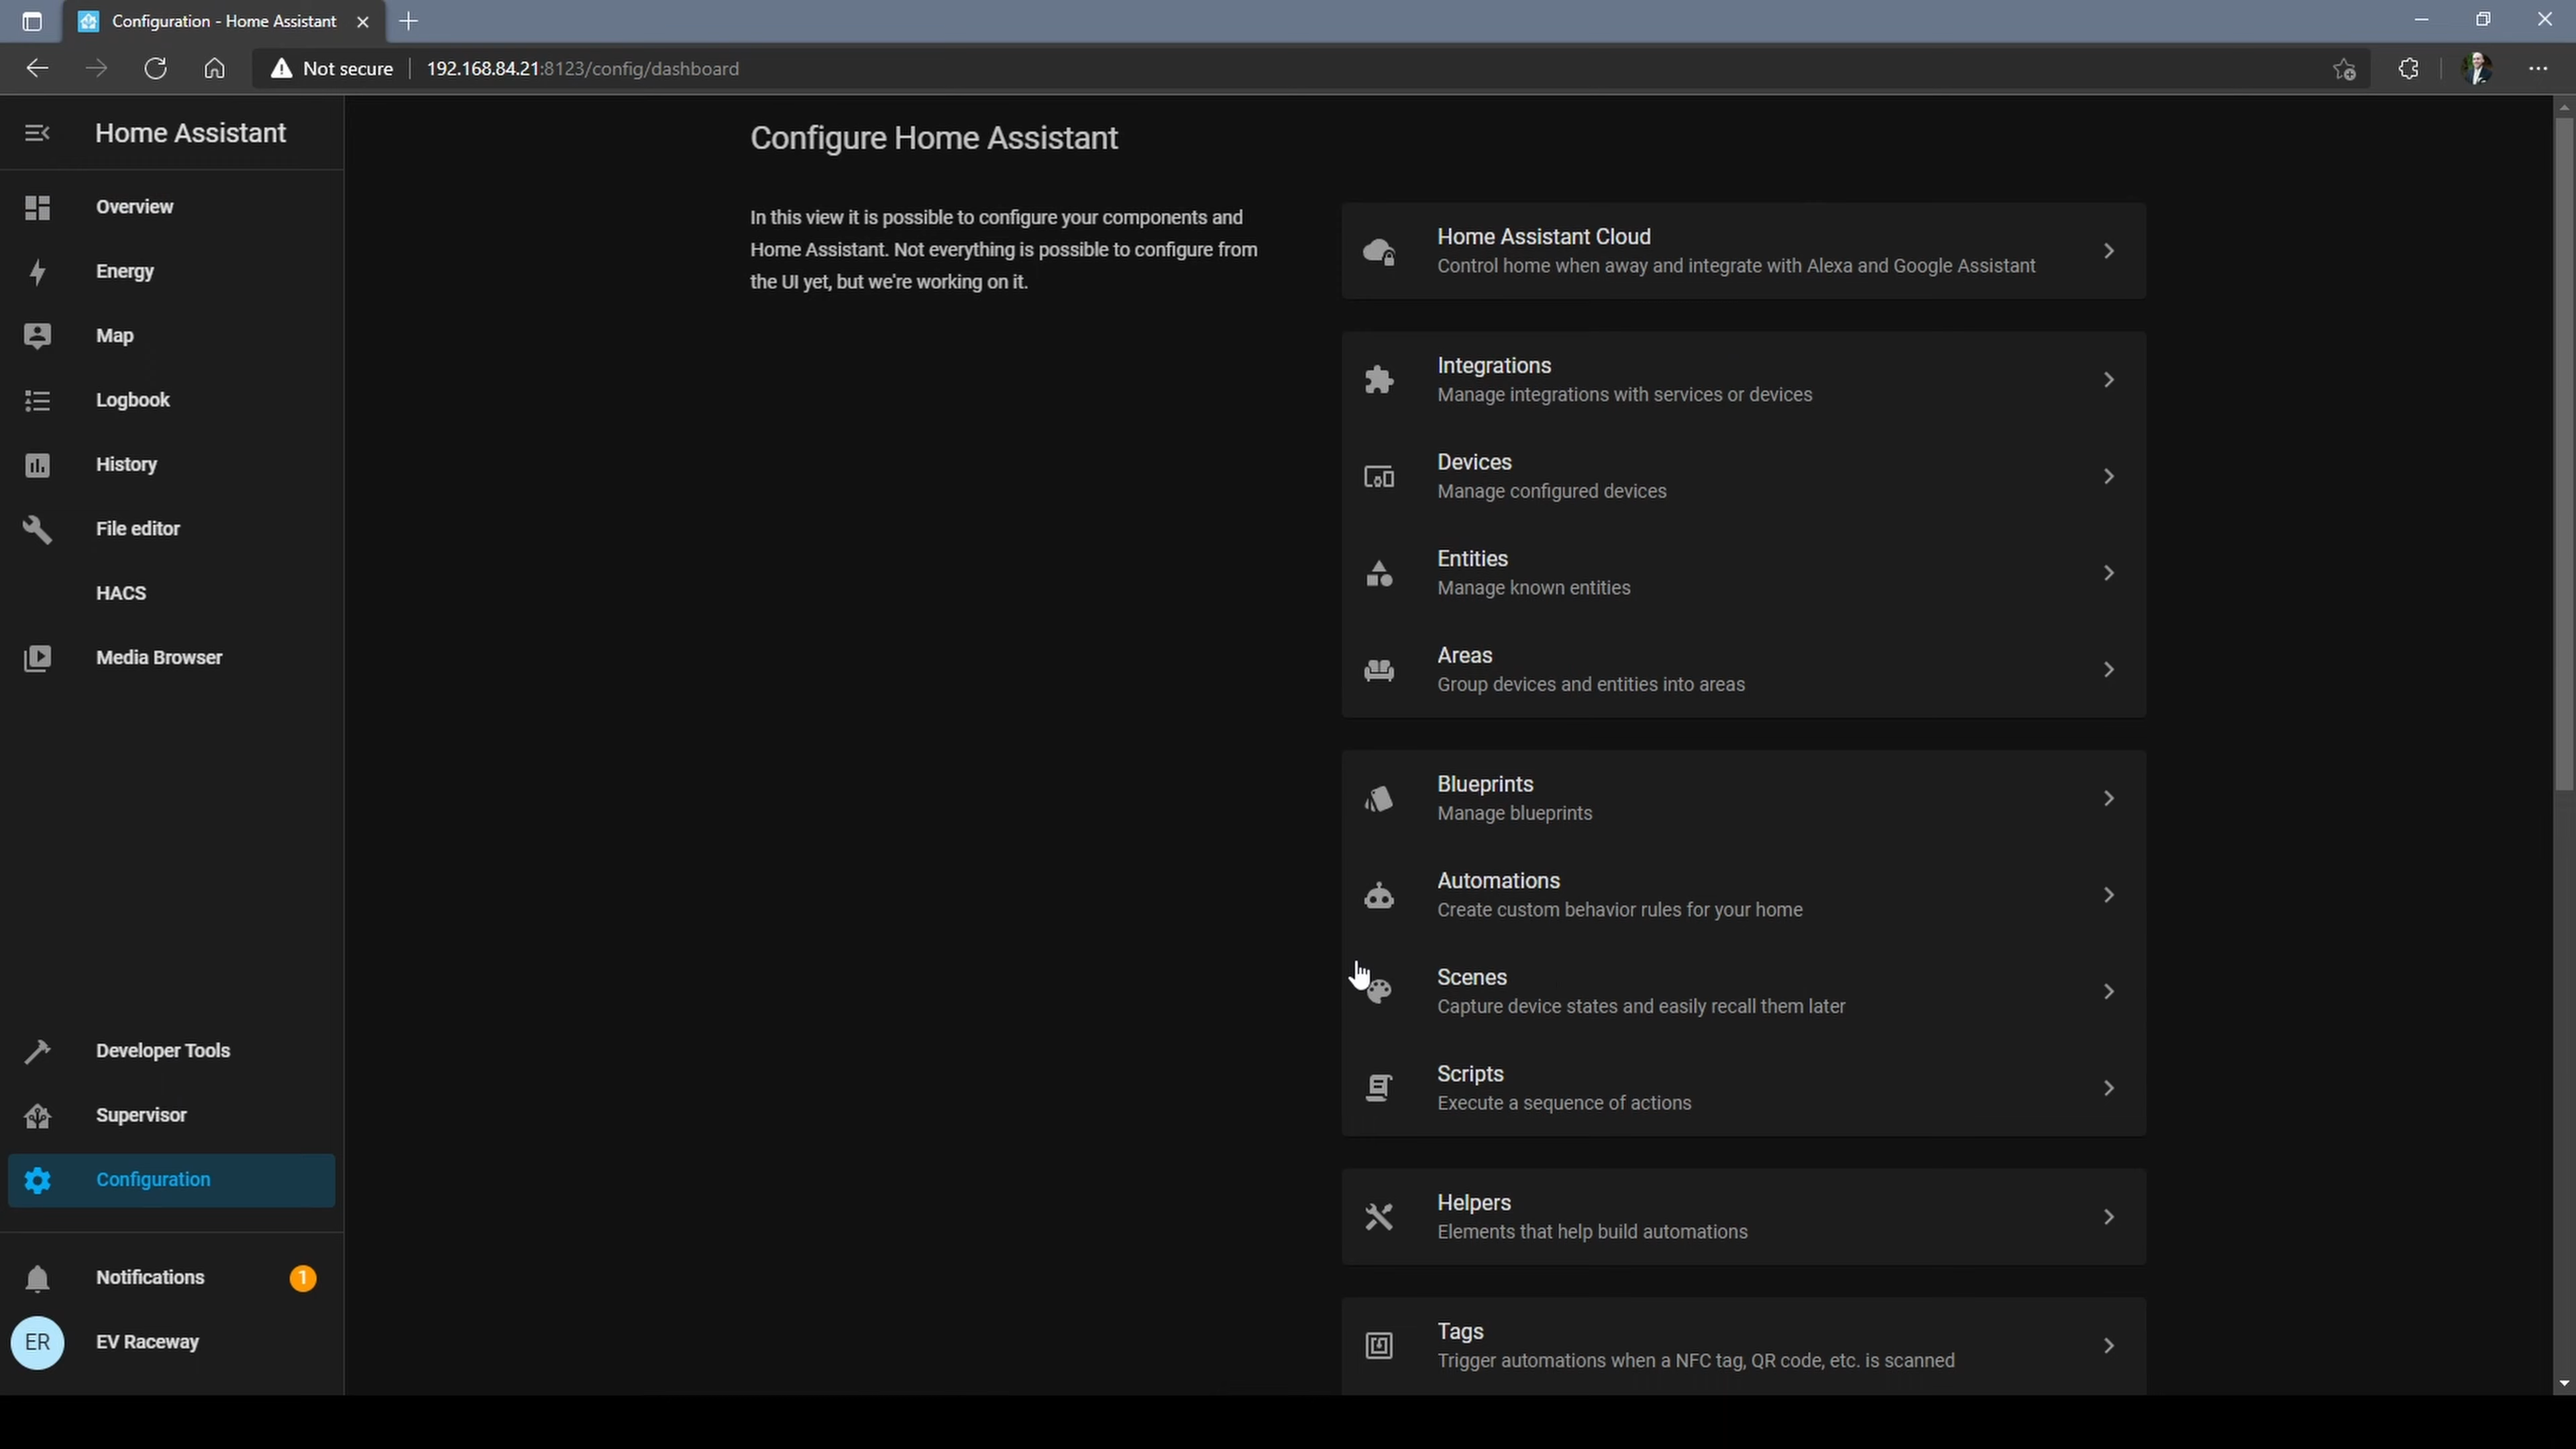 Configuration - Home Assistant
Not secure
192.168.84.21:8123/config/dashboard
Home Assistant
Overview
Energy
Map
Logbook
History
File editor
HACS
Media Browser
Developer Tools
Supervisor
Configuration
Notifications
1
ER
EV Raceway
Configure Home Assistant
In this view it is possible to configure your components and
Home Assistant. Not everything is possible to configure from
the UI yet, but we're working on it.
Home Assistant Cloud
Control home when away and integrate with Alexa and Google Assistant
Integrations
Manage integrations with services or devices
Devices
Manage configured devices
Entities
Manage known entities
Areas
Group devices and entities into areas
Blueprints
Manage blueprints
Automations
Create custom behavior rules for your home
Scenes
Capture device states and easily recall them later
Scripts
Execute a sequence of actions
Helpers
Elements that help build automations
Tags
Trigger automations when a NFC tag, QR code, etc. is scanned